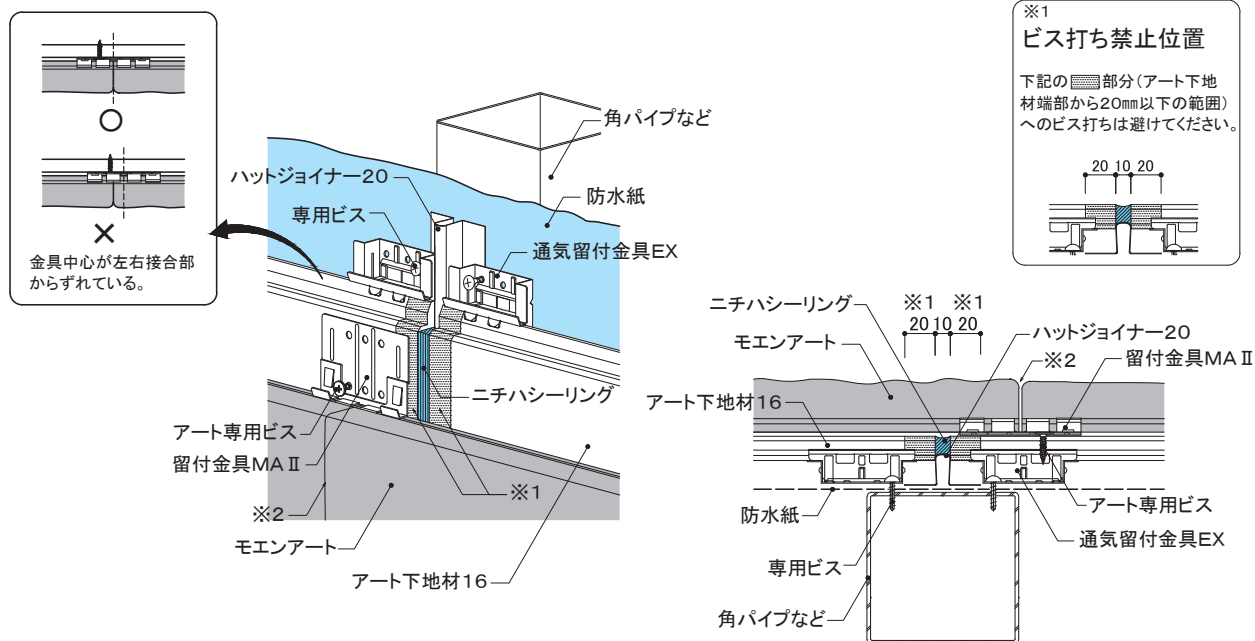 金具中心が左右接合部
からずれている。
角パイプなど
ハットジョイナー20
防水紙
専用ビス
通気留付金具EX
ニチハシーリング
アート専用ビス
留付金具MAⅡ
※1
※2
モエンアート
アート下地材16
※1
ビス打ち禁止位置
下記の 部分(アート下地
材端部から20mm以下の範囲)
へのビス打ちは避けてください。
20 10 20
ニチハシーリング
※1 ※1
20 10 20
ハットジョイナー20
モエンアート
※2
留付金具MAⅡ
アート下地材16
防水紙
アート専用ビス
通気留付金具EX
専用ビス
角パイプなど